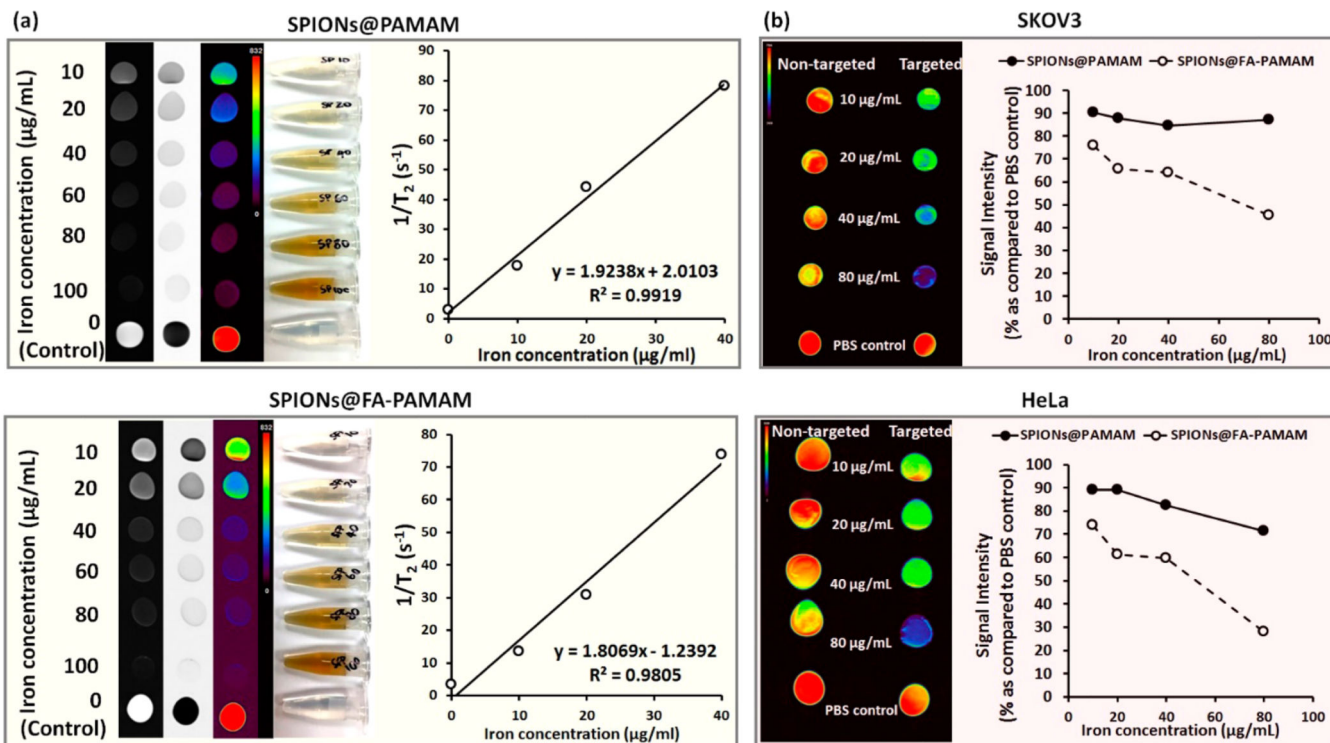 (a)
SPIONs@PAMAM
Iron concentration (µg/mL)
10
20
40
60
80
100
0
(Control)
832
0
SP 10
SP20
SP 60
SP80
SP100
1/T₂ (s⁻¹)
90
80
70
60
50
40
30
20
10
0
y = 1.9238x + 2.0103
R² = 0.9919
0 10 20 30 40
Iron concentration (µg/ml)
(b)
SKOV3
Non-targeted Targeted
10 µg/mL
20 µg/mL
40 µg/mL
80 µg/mL
PBS control
SPIONs@PAMAM SPIONs@FA-PAMAM
Signal Intensity
(% as compared to PBS control)
100
90
80
70
60
50
40
30
20
10
0
0 20 40 60 80 100
Iron concentration (µg/mL)
SPIONs@FA-PAMAM
Iron concentration (µg/mL)
10
20
40
60
80
100
0
(Control)
832
0
1/T₂ (s⁻¹)
80
70
60
50
40
30
20
10
0
y = 1.8069x - 1.2392
R² = 0.9805
0 10 20 30 40
Iron concentration (µg/ml)
HeLa
Non-targeted Targeted
10 µg/mL
20 µg/mL
40 µg/mL
80 µg/mL
PBS control
SPIONs@PAMAM SPIONs@FA-PAMAM
Signal Intensity
(% as compared to PBS control)
100
90
80
70
60
50
40
30
20
10
0
0 20 40 60 80 100
Iron concentration (µg/mL)